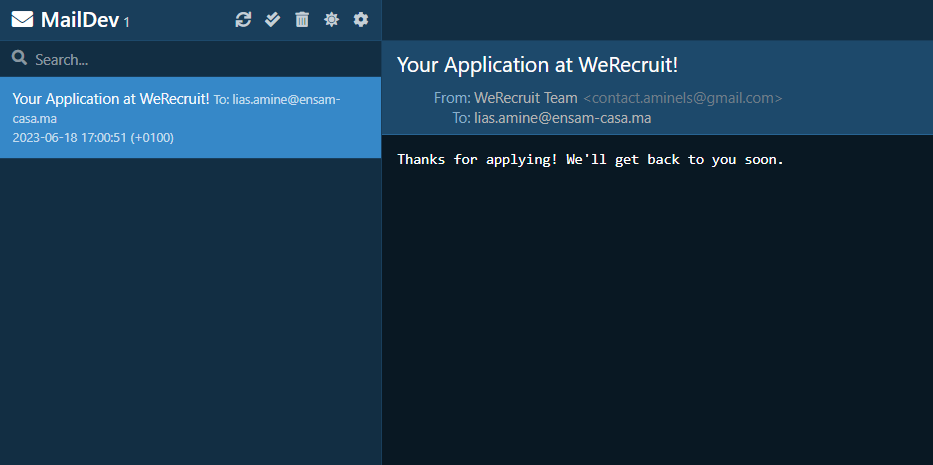 MailDev 1
Search...
Your Application at WeRecruit! To: lias.amine@ensam-
casa.ma
2023-06-18 17:00:51 (+0100)
Your Application at WeRecruit!
From: WeRecruit Team <contact.aminels@gmail.com>
To: lias.amine@ensam-casa.ma
Thanks for applying! We'll get back to you soon.